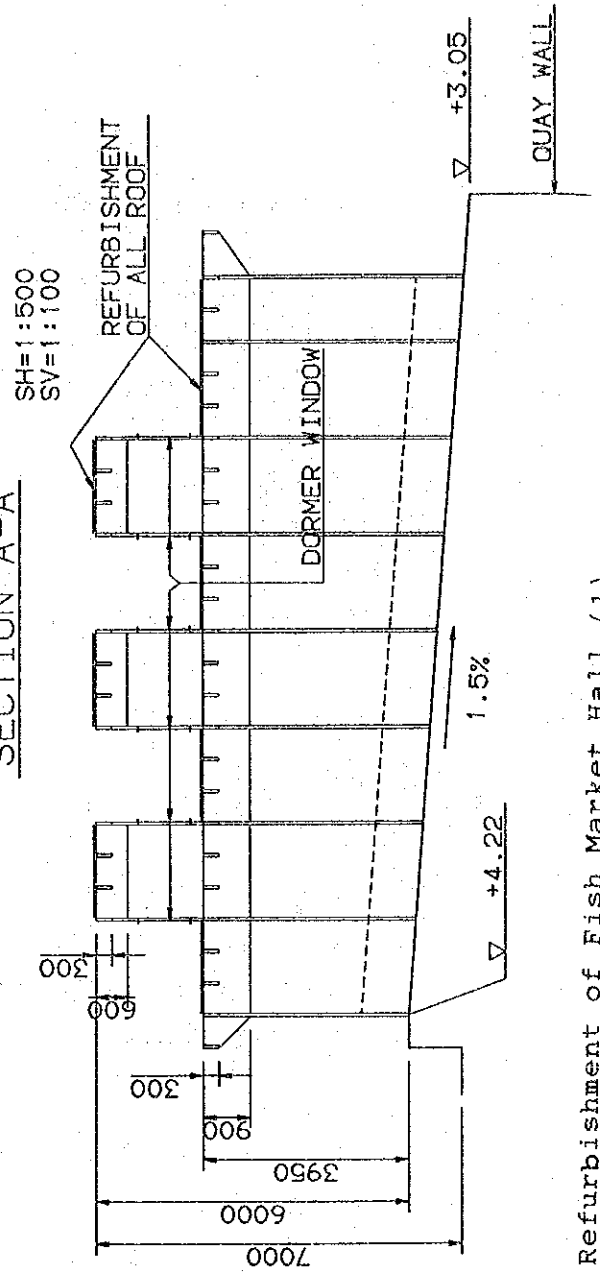 SECTION A-A
SH=1:500
SV=1:100
REFURBISHMENT
OF ALL ROOF
DORMER WINDOW
300
600
300
900
3950
6000
7000
+4.22
1.5%
+3.05
QUAY WALL
Refurbishment of Fish Market Hall (1)